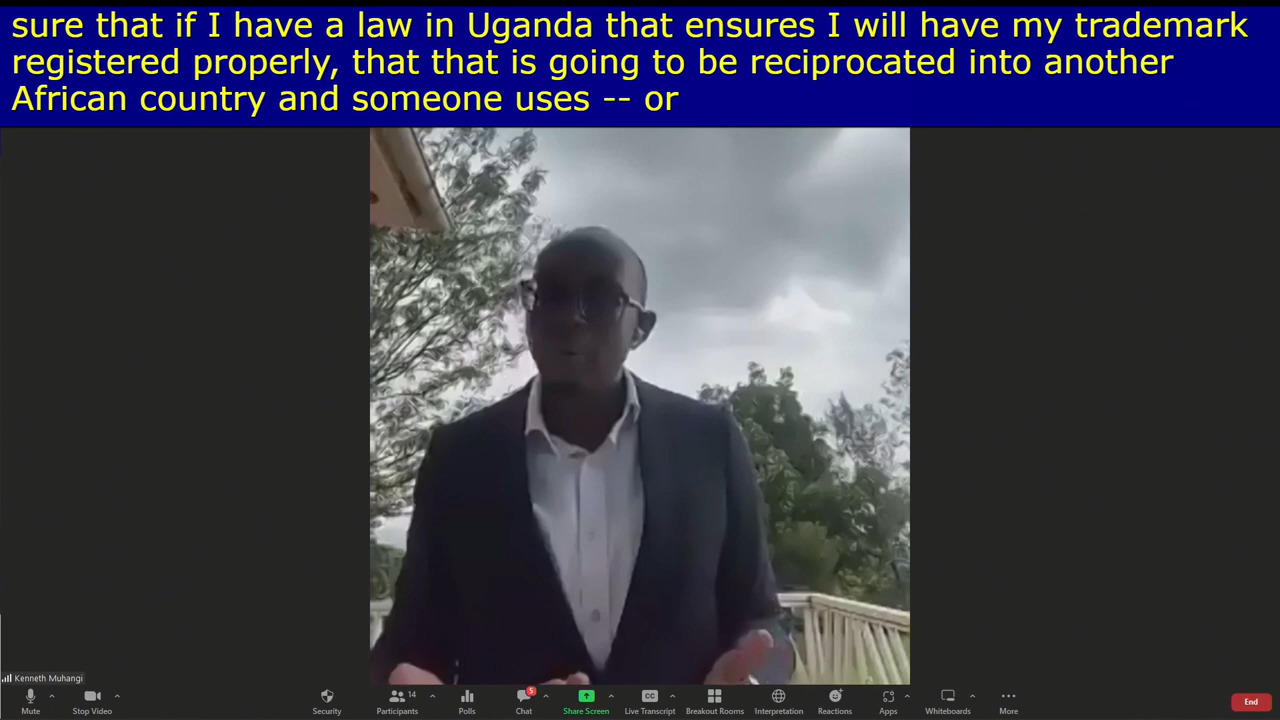 sure that if I have a law in Uganda that ensures I will have my trademark
registered properly, that that is going to be reciprocated into another
African country and someone uses -- or
Kenneth Muhangi
Mute
Stop Video
Security
Participants 14
Polls
Chat 5
Share Screen
CC Live Transcript
Breakout Rooms
Interpretation
Reactions
Apps
Whiteboards
More
End